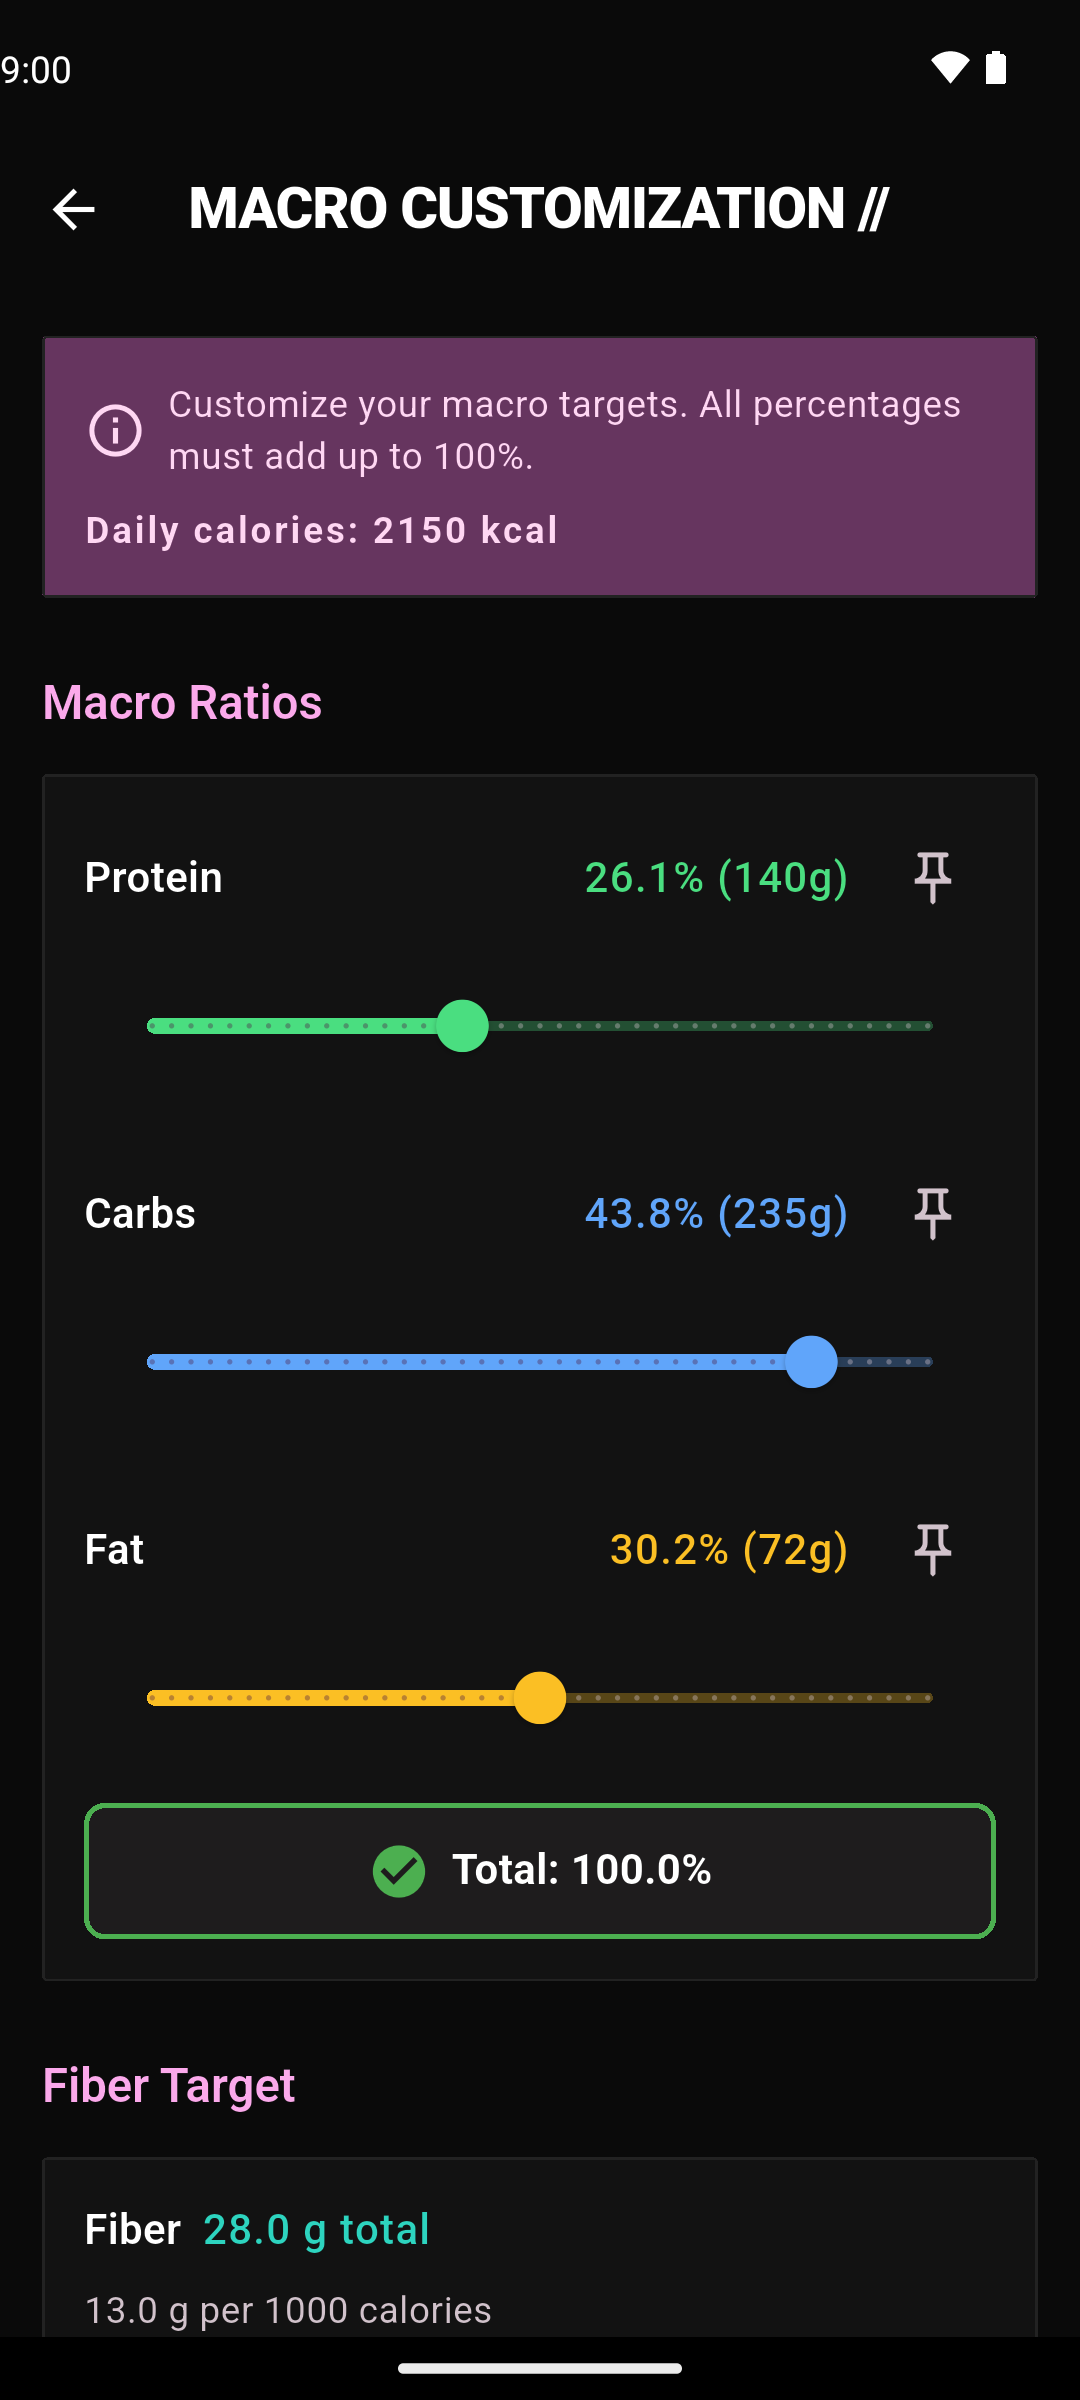 9:00
MACRO CUSTOMIZATION //
Customize your macro targets. All percentages
must add up to 100%.
Daily calories: 2150 kcal
Macro Ratios
Protein 26.1% (140g)
Carbs 43.8% (235g)
Fat 30.2% (72g)
Total: 100.0%
Fiber Target
Fiber 28.0 g total
13.0 g per 1000 calories